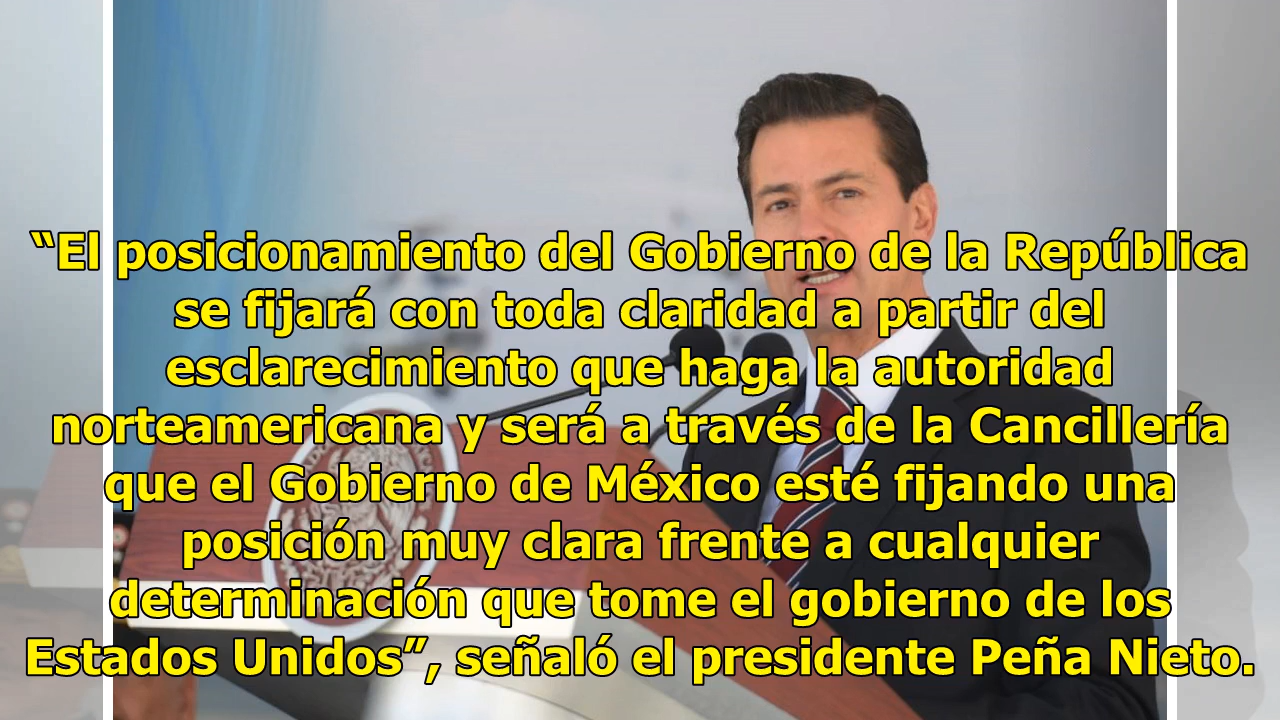 “El posicionamiento del Gobierno de la República
se fijará con toda claridad a partir del
esclarecimiento que haga la autoridad
norteamericana y será a través de la Cancillería
que el Gobierno de México esté fijando una
posición muy clara frente a cualquier
determinación que tome el gobierno de los
Estados Unidos”, señaló el presidente Peña Nieto.